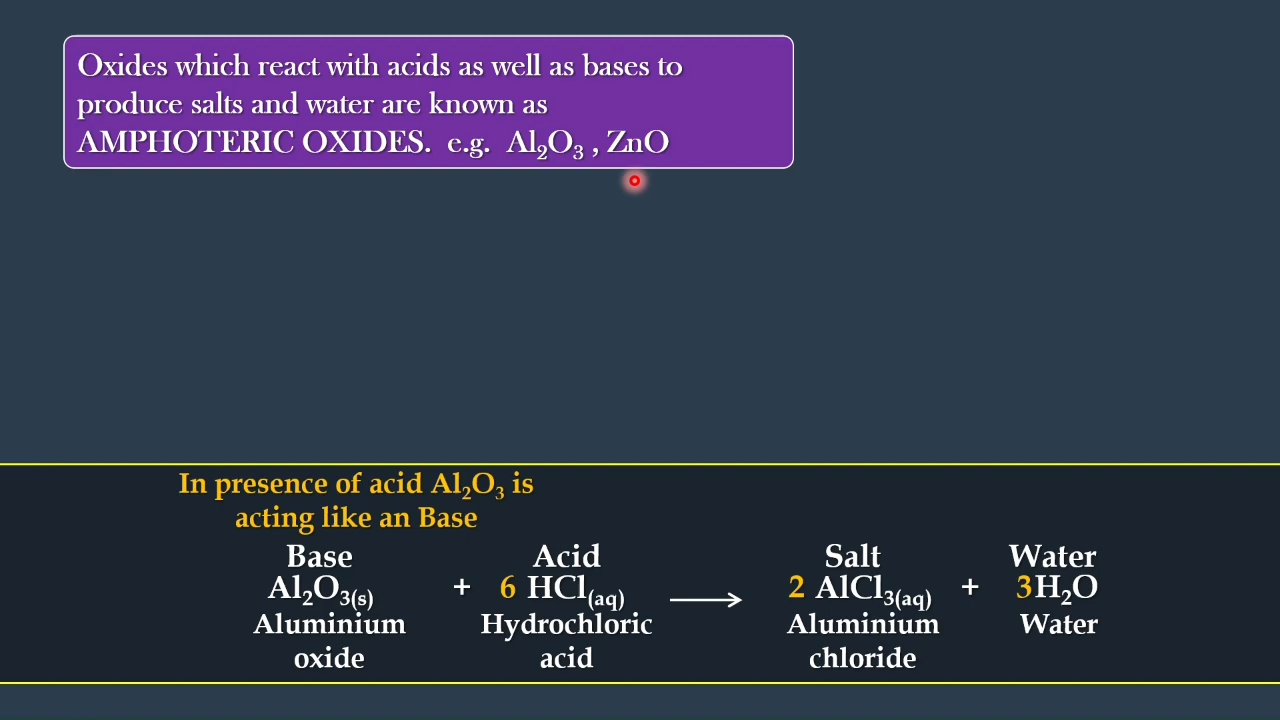 Oxides which react with acids as well as bases to
produce salts and water are known as
AMPHOTERIC OXIDES. e.g. Al₂O₃ , ZnO
In presence of acid Al₂O₃ is
acting like an Base
Base Acid Salt Water
Al₂O₃(s) + 6 HCl(aq) ⟶ 2 AlCl₃(aq) + 3H₂O
Aluminium Hydrochloric Aluminium Water
oxide acid chloride